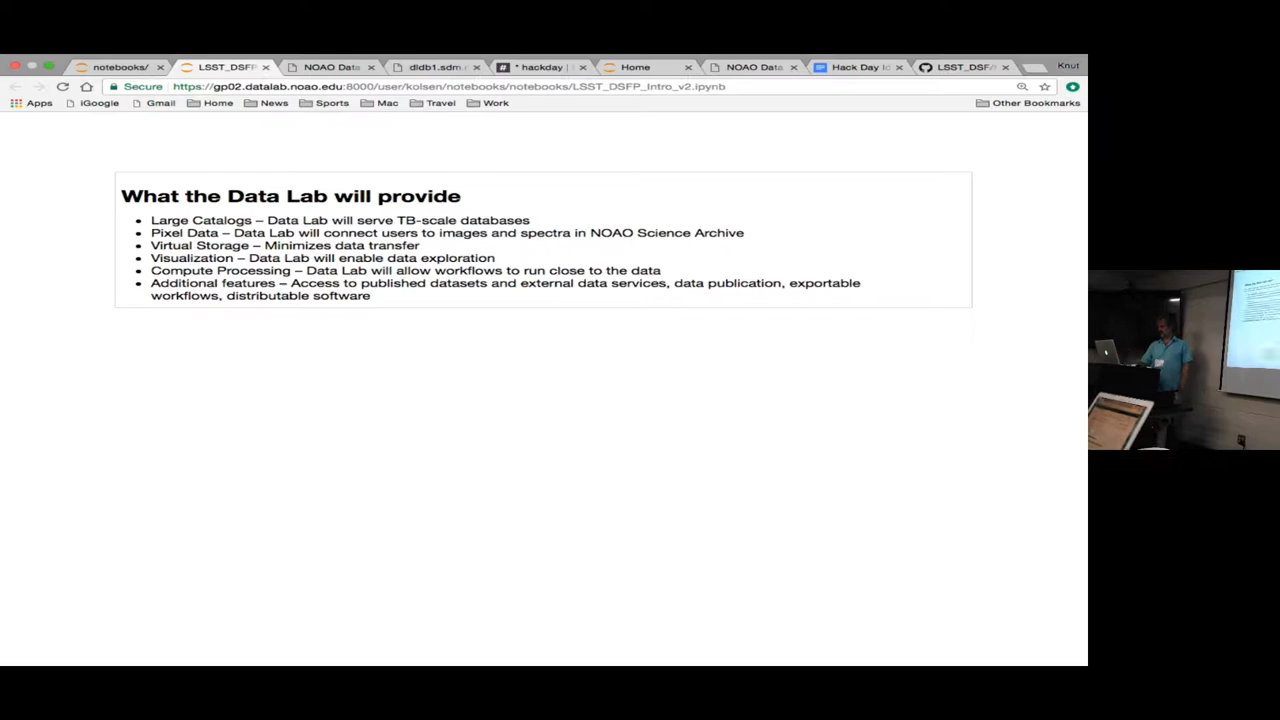 notebooks/
LSST_DSFP
NOAO Data
dldb1.sdm.
* hackday |
Home
NOAO Data
Hack Day Id
LSST_DSF/
Knut
Secure
https://gp02.datalab.noao.edu:8000/user/kolsen/notebooks/notebooks/LSST_DSFP_Intro_v2.ipynb
Apps
iGoogle
Gmail
Home
News
Sports
Mac
Travel
Work
Other Bookmarks
What the Data Lab will provide
• Large Catalogs – Data Lab will serve TB-scale databases
• Pixel Data – Data Lab will connect users to images and spectra in NOAO Science Archive
• Virtual Storage – Minimizes data transfer
• Visualization – Data Lab will enable data exploration
• Compute Processing – Data Lab will allow workflows to run close to the data
• Additional features – Access to published datasets and external data services, data publication, exportable
workflows, distributable software